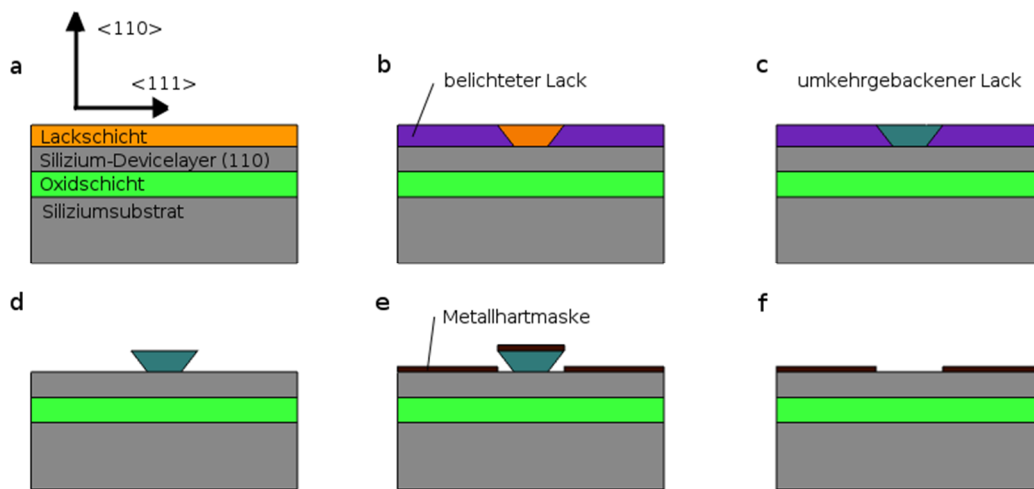 <110>
a
<111>
Lackschicht
Silizium-Devicelayer (110)
Oxidschicht
Siliziumsubstrat
b
belichteter Lack
c
umkehrgebackener Lack
d
e
Metallhartmaske
f